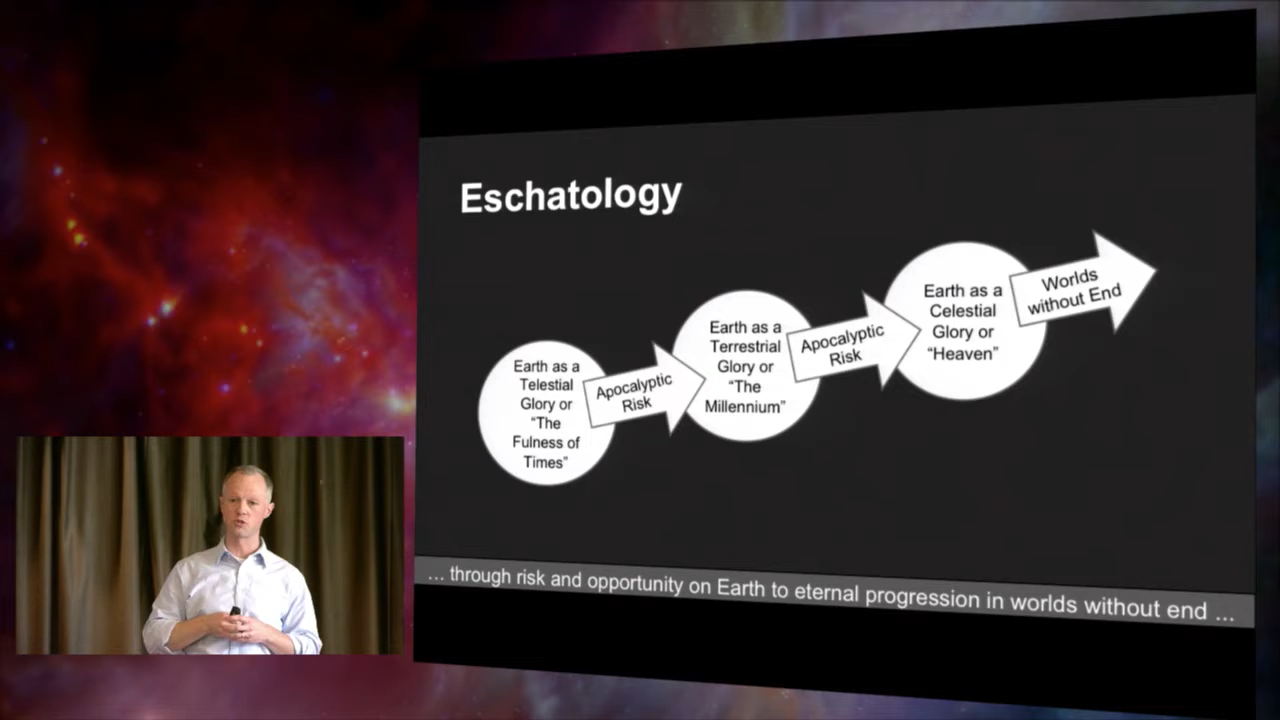 Eschatology
Earth as a
Telestial
Glory or
“The
Fulness of
Times”
Apocalyptic
Risk
Earth as a
Terrestrial
Glory or
“The
Millennium”
Apocalyptic
Risk
Earth as a
Celestial
Glory or
“Heaven”
Worlds
without End
... through risk and opportunity on Earth to eternal progression in worlds without end ...